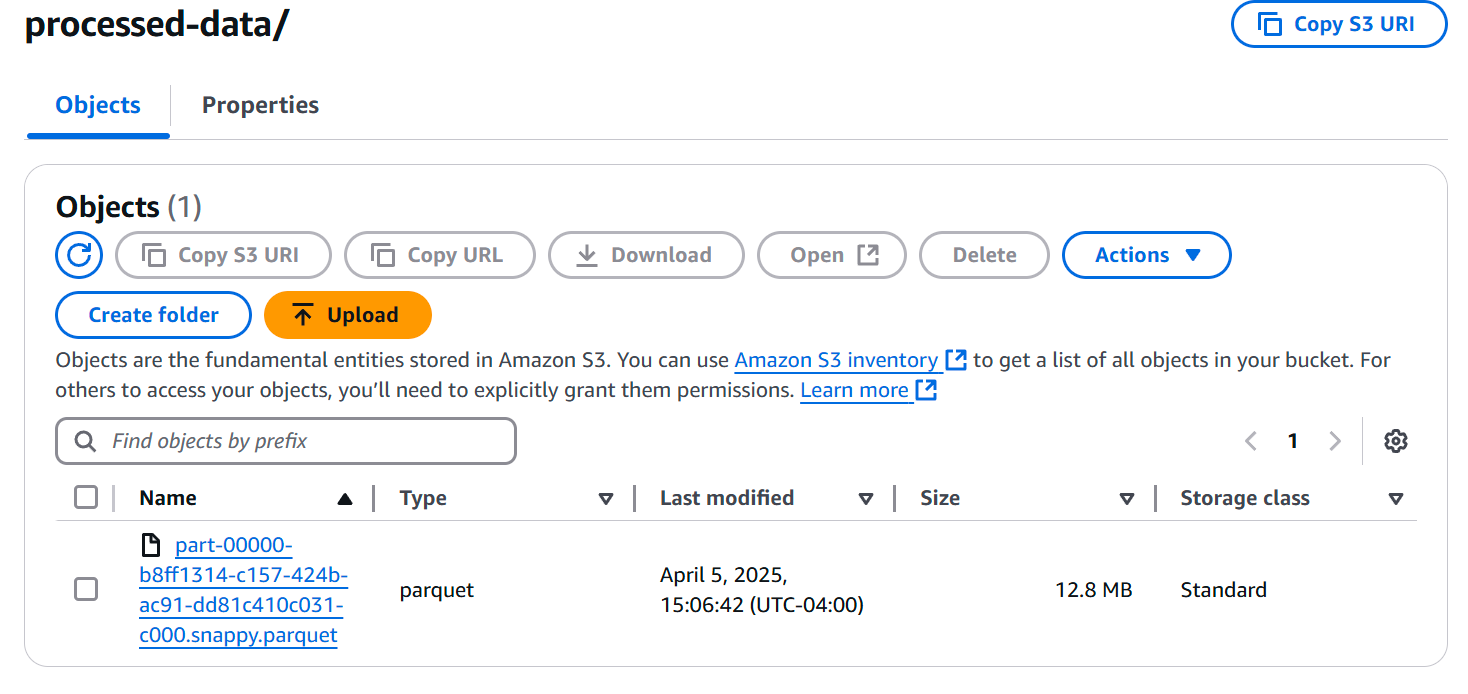 processed-data/
Copy S3 URI
Objects
Properties
Objects (1)
Copy S3 URI
Copy URL
Download
Open
Delete
Actions
Create folder
Upload
Objects are the fundamental entities stored in Amazon S3. You can use Amazon S3 inventory to get a list of all objects in your bucket. For
others to access your objects, you’ll need to explicitly grant them permissions. Learn more
Find objects by prefix
1
Name
Type
Last modified
Size
Storage class
part-00000-
b8ff1314-c157-424b-
ac91-dd81c410c031-
c000.snappy.parquet
parquet
April 5, 2025,
15:06:42 (UTC-04:00)
12.8 MB
Standard